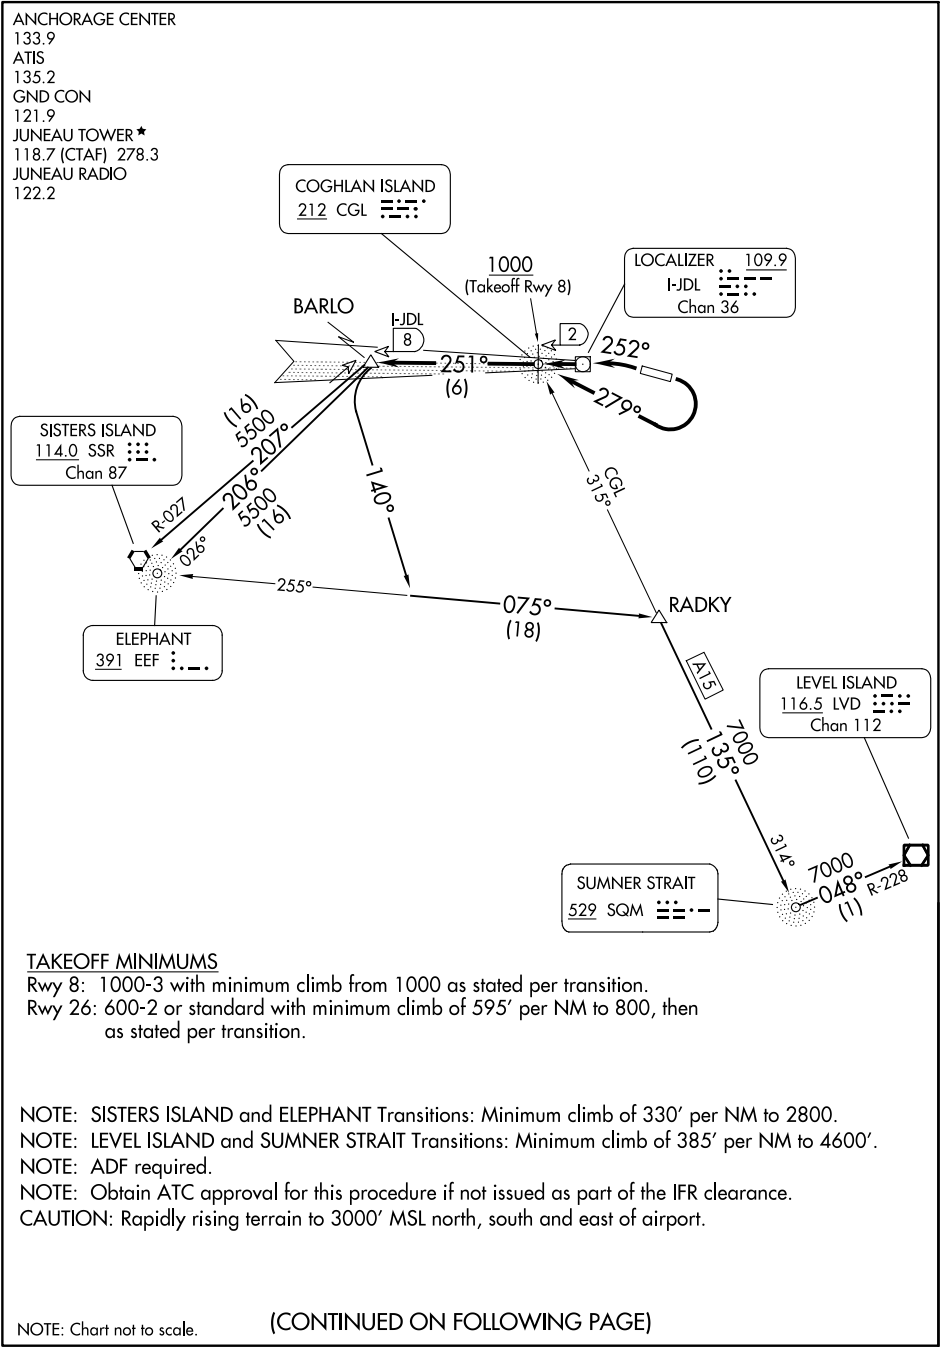 ANCHORAGE CENTER
133.9
ATIS
135.2
GND CON
121.9
JUNEAU TOWER★
118.7 (CTAF) 278.3
JUNEAU RADIO
122.2
COGHLAN ISLAND
212 CGL
1000
(Takeoff Rwy 8)
LOCALIZER 109.9
I-JDL
Chan 36
BARLO
I-JDL
8
2
252°
251°
(6)
279°
(16)
5500
207°
206°
5500
(16)
SISTERS ISLAND
114.0 SSR
Chan 87
R-027
026°
140°
CGL
315°
255°
075°
(18)
RADKY
ELEPHANT
391 EEF
A15
LEVEL ISLAND
116.5 LVD
Chan 112
7000
135°
(110)
314°
7000
048°
(1)
R-228
SUMNER STRAIT
529 SQM
TAKEOFF MINIMUMS
Rwy 8: 1000-3 with minimum climb from 1000 as stated per transition.
Rwy 26: 600-2 or standard with minimum climb of 595' per NM to 800, then
as stated per transition.
NOTE: SISTERS ISLAND and ELEPHANT Transitions: Minimum climb of 330' per NM to 2800.
NOTE: LEVEL ISLAND and SUMNER STRAIT Transitions: Minimum climb of 385' per NM to 4600'.
NOTE: ADF required.
NOTE: Obtain ATC approval for this procedure if not issued as part of the IFR clearance.
CAUTION: Rapidly rising terrain to 3000' MSL north, south and east of airport.
NOTE: Chart not to scale.
(CONTINUED ON FOLLOWING PAGE)